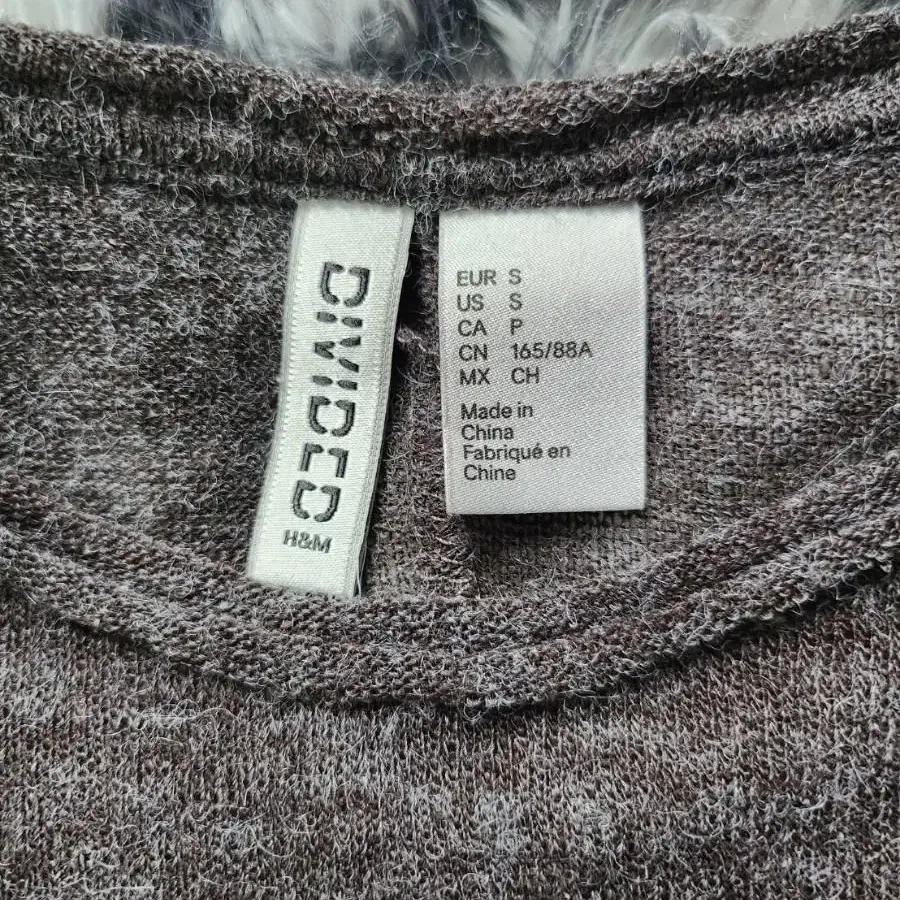 DIVIDED
H&M
EUR S
US S
CA P
CN 165/88A
MX CH
Made in
China
Fabriqué en
Chine